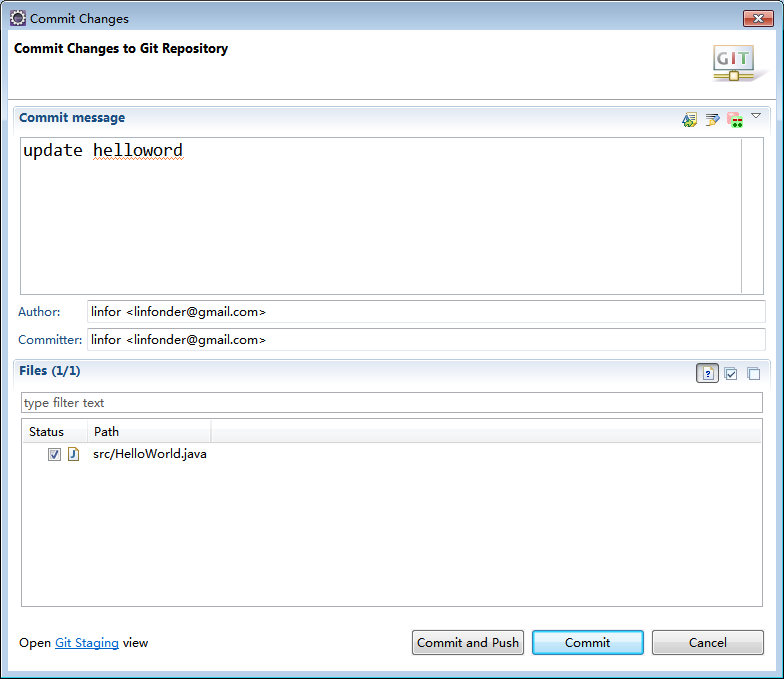 Commit Changes
Commit Changes to Git Repository
GIT
Commit message
update helloword
Author: linfor <linfonder@gmail.com>
Committer: linfor <linfonder@gmail.com>
Files (1/1)
?
type filter text
Status Path
J src/HelloWorld.java
Open Git Staging view Commit and Push Commit Cancel